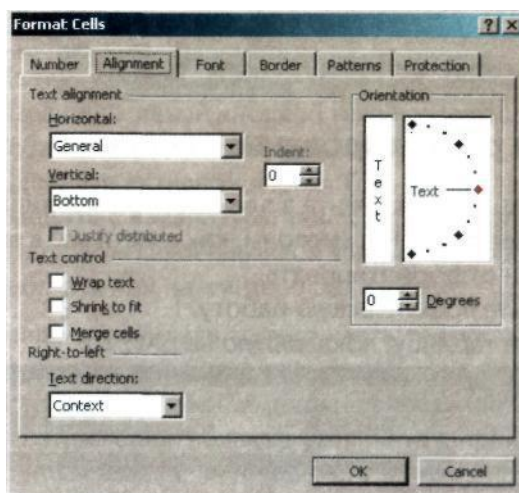 Format Cells
Number Alignment Font Border Patterns Protection
Text alignment
Horizontal:
General
Indent:
0
Vertical:
Bottom
Justify distributed
Text control
Wrap text
Shrink to fit
Merge cells
Right-to-left
Text direction:
Context
Orientation
Text
Text
0 Degrees
OK Cancel